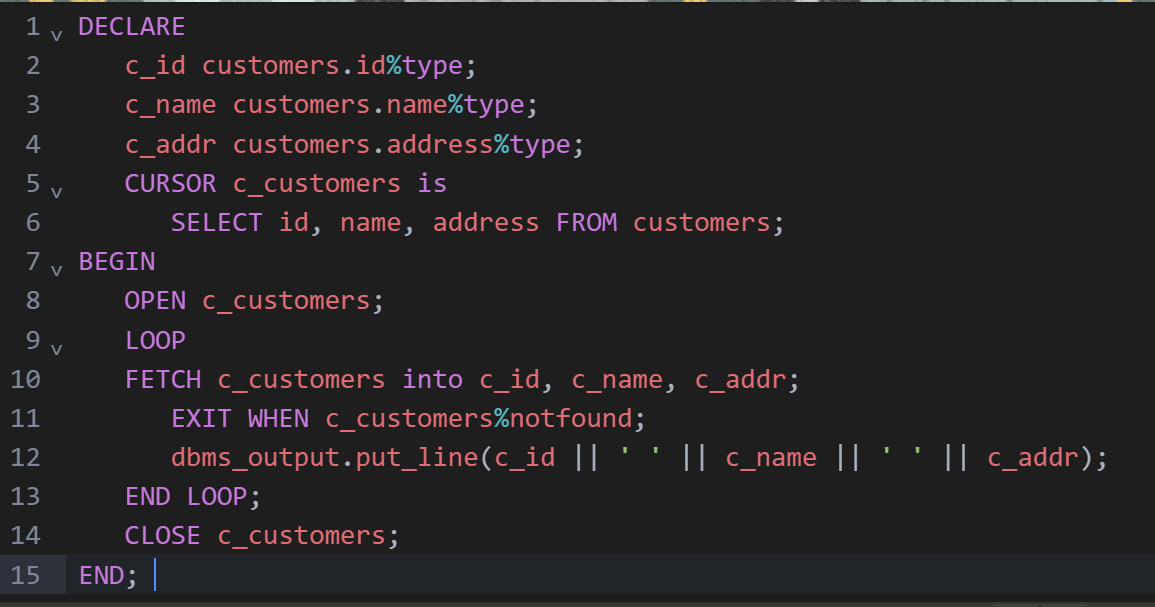 1 DECLARE
2 c_id customers.id%type;
3 c_name customers.name%type;
4 c_addr customers.address%type;
5 CURSOR c_customers is
6 SELECT id, name, address FROM customers;
7 BEGIN
8 OPEN c_customers;
9 LOOP
10 FETCH c_customers into c_id, c_name, c_addr;
11 EXIT WHEN c_customers%notfound;
12 dbms_output.put_line(c_id || ' ' || c_name || ' ' || c_addr);
13 END LOOP;
14 CLOSE c_customers;
15 END;